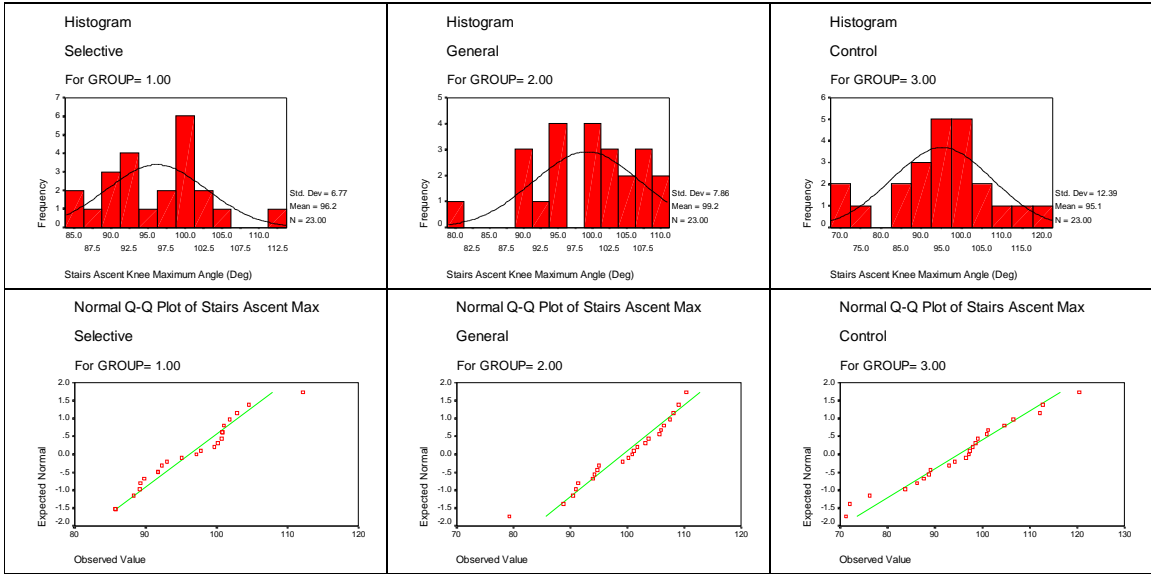 Histogram
Selective
For GROUP= 1.00
7
6
5
4
3
2
1
0
Frequency
Std. Dev = 6.77
Mean = 96.2
N = 23.00
85.0 90.0 95.0 100.0 105.0 110.0
87.5 92.5 97.5 102.5 107.5 112.5
Stairs Ascent Knee Maximum Angle (Deg)
Histogram
General
For GROUP= 2.00
5
4
3
2
1
0
Frequency
Std. Dev = 7.86
Mean = 99.2
N = 23.00
80.0 85.0 90.0 95.0 100.0 105.0 110.0
82.5 87.5 92.5 97.5 102.5 107.5
Stairs Ascent Knee Maximum Angle (Deg)
Histogram
Control
For GROUP= 3.00
6
5
4
3
2
1
0
Frequency
Std. Dev = 12.39
Mean = 95.1
N = 23.00
70.0 80.0 90.0 100.0 110.0 120.0
75.0 85.0 95.0 105.0 115.0
Stairs Ascent Knee Maximum Angle (Deg)
Normal Q-Q Plot of Stairs Ascent Max
Selective
For GROUP= 1.00
2.0
1.5
1.0
.5
0.0
-.5
-1.0
-1.5
-2.0
Expected Normal
80 90 100 110 120
Observed Value
Normal Q-Q Plot of Stairs Ascent Max
General
For GROUP= 2.00
2.0
1.5
1.0
.5
0.0
-.5
-1.0
-1.5
-2.0
Expected Normal
70 80 90 100 110 120
Observed Value
Normal Q-Q Plot of Stairs Ascent Max
Control
For GROUP= 3.00
2.0
1.5
1.0
.5
0.0
-.5
-1.0
-1.5
-2.0
Expected Normal
70 80 90 100 110 120 130
Observed Value